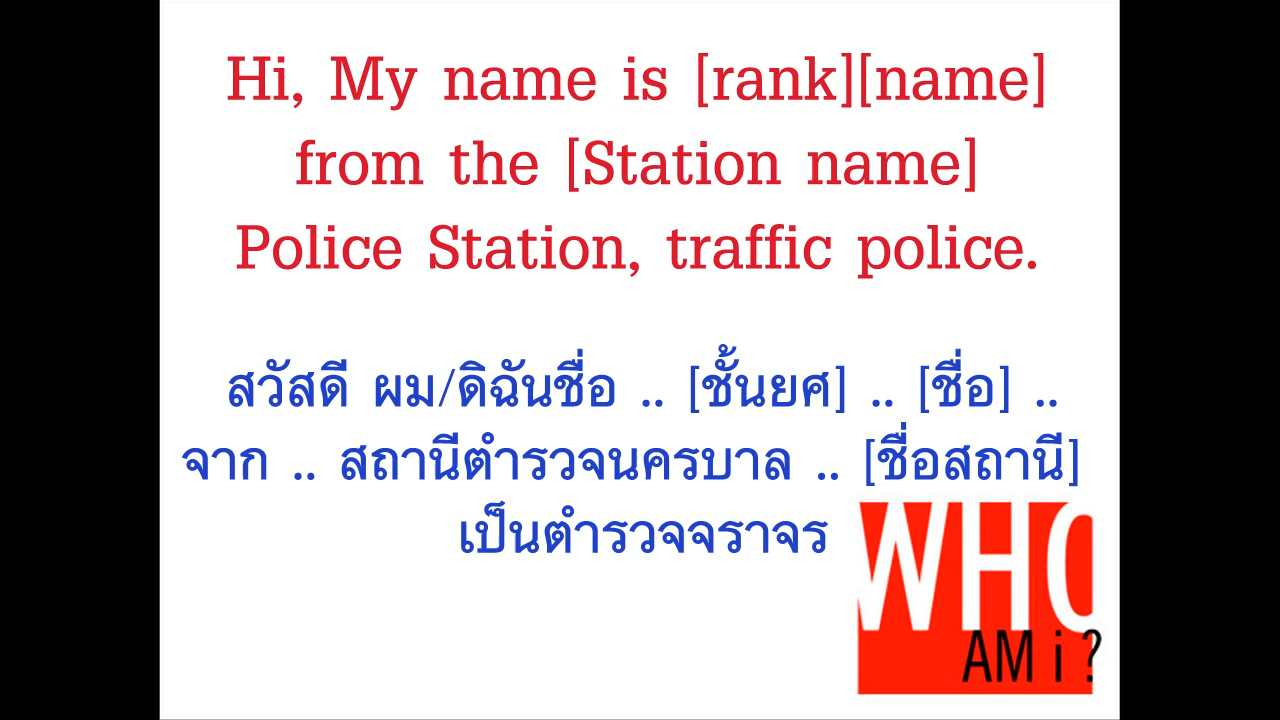 Hi, My name is [rank][name]
from the [Station name]
Police Station, traffic police.
สวัสดี ผม/ดิฉันชื่อ .. [ชั้นยศ] .. [ชื่อ] ..
จาก .. สถานีตำรวจนครบาล .. [ชื่อสถานี]
เป็นตำรวจจราจร
WHO
AM i ?